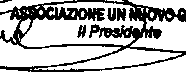 ASSOCIAZIONE UN NUOVO G
Il Presidente